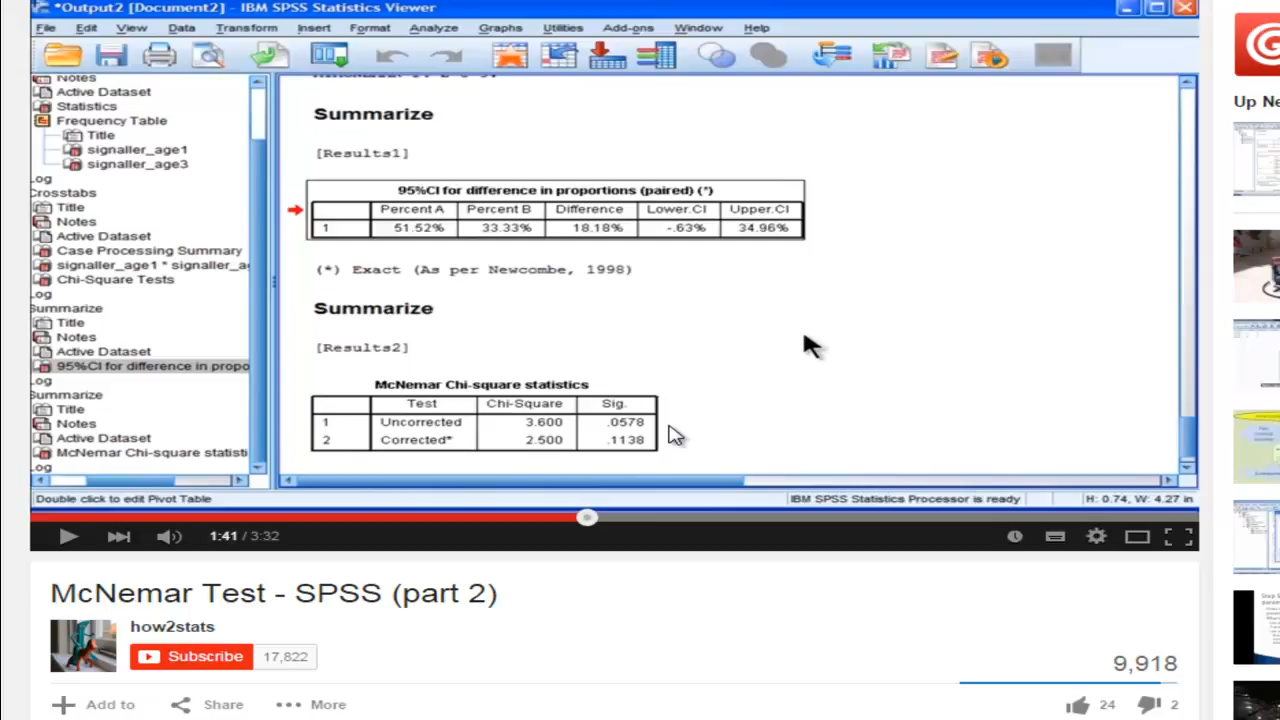 *Output2 [Document2] - IBM SPSS Statistics Viewer
File Edit View Data Transform Insert Format Analyze Graphs Utilities Add-ons Window Help
Notes
Active Dataset
Statistics
Frequency Table
Title
signaller_age1
signaller_age3
Log
Crosstabs
Title
Notes
Active Dataset
Case Processing Summary
signaller_age1 * signaller_a
Chi-Square Tests
Log
Summarize
Title
Notes
Active Dataset
95%CI for difference in propo
Log
Summarize
Title
Notes
Active Dataset
McNemar Chi-square statisti
Log
Summarize
[Results1]
95%CI for difference in proportions (paired) (*)
Percent A Percent B Difference Lower.CI Upper.CI
1 51.52% 33.33% 18.18% -.63% 34.96%
(*) Exact (As per Newcombe, 1998)
Summarize
[Results2]
McNemar Chi-square statistics
Test Chi-Square Sig.
1 Uncorrected 3.600 .0578
2 Corrected* 2.500 .1138
Double click to edit Pivot Table
IBM SPSS Statistics Processor is ready
H: 0.74, W: 4.27 in
1:41 / 3:32
McNemar Test - SPSS (part 2)
how2stats
Subscribe 17,822
9,918
Add to Share More
24 2
Up Ne